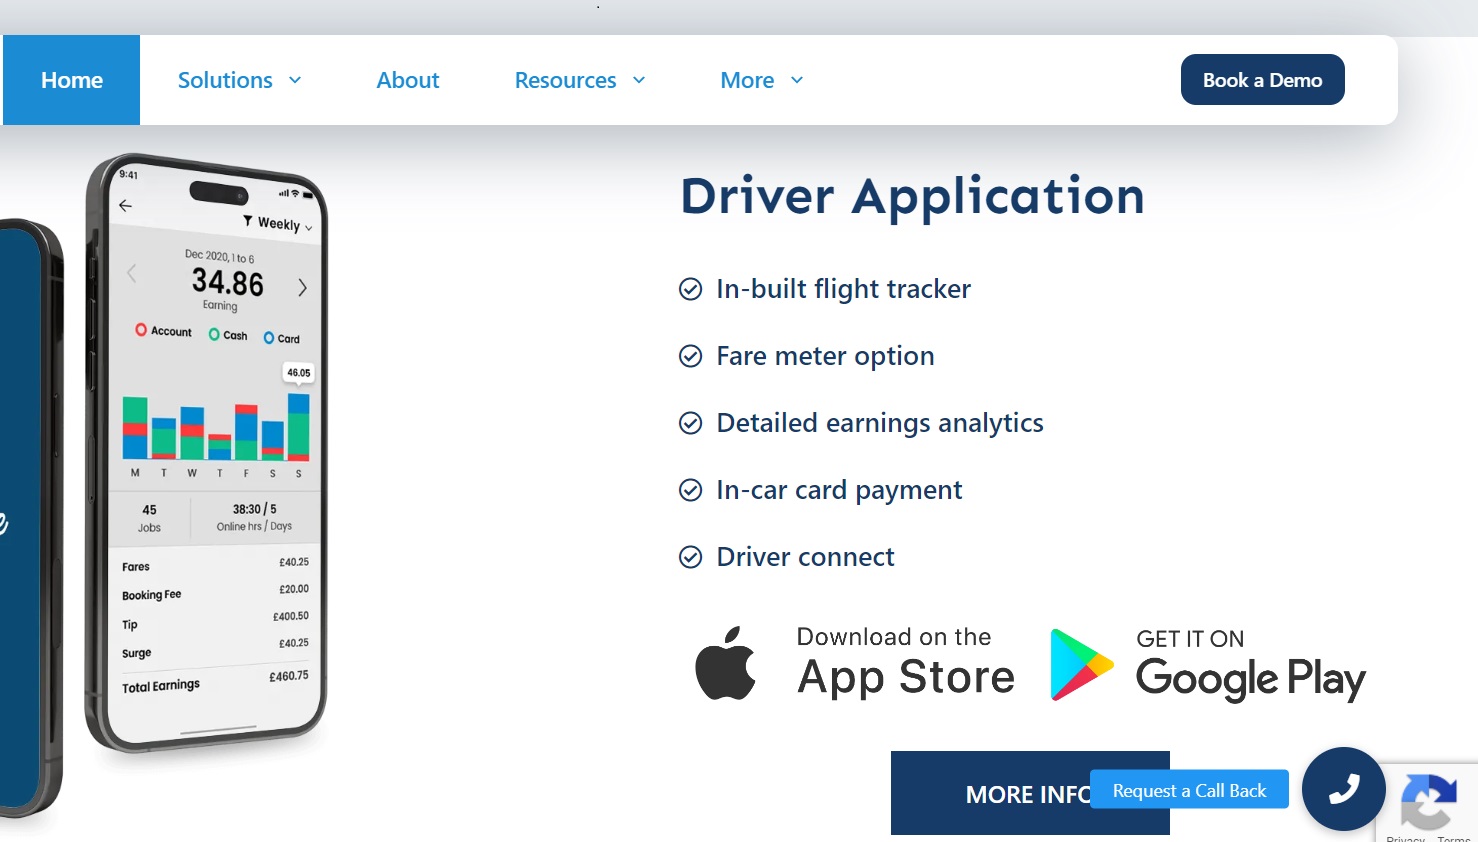 Home
Solutions
About
Resources
More
Book a Demo
9:41
Weekly
Dec 2020, 1 to 6
34.86
Earning
Account
Cash
Card
46.05
M T W T F S S
45
Jobs
38:30 / 5
Online hrs / Days
Fares £40.25
Booking Fee £20.00
Tip £400.50
Surge £40.25
Total Earnings £460.75
Driver Application
In-built flight tracker
Fare meter option
Detailed earnings analytics
In-car card payment
Driver connect
Download on the
App Store
GET IT ON
Google Play
MORE INFO
Request a Call Back
Privacy - Terms